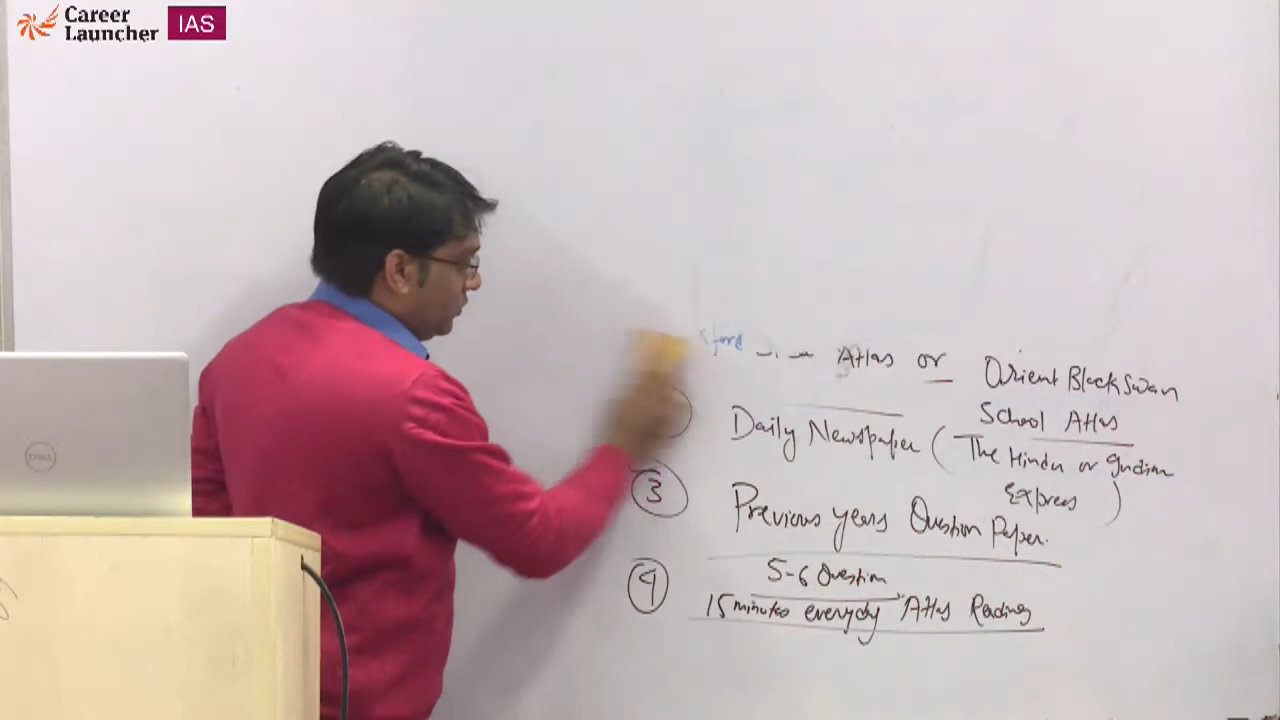 Career
Launcher
IAS
Atlas or Orient BlackSwan
School Atlas
Daily Newspaper ( The Hindu or Indian
Express )
3 Previous years Question Paper.
5-6 Question
4 15 minutes everyday Atlas Reading
DELL